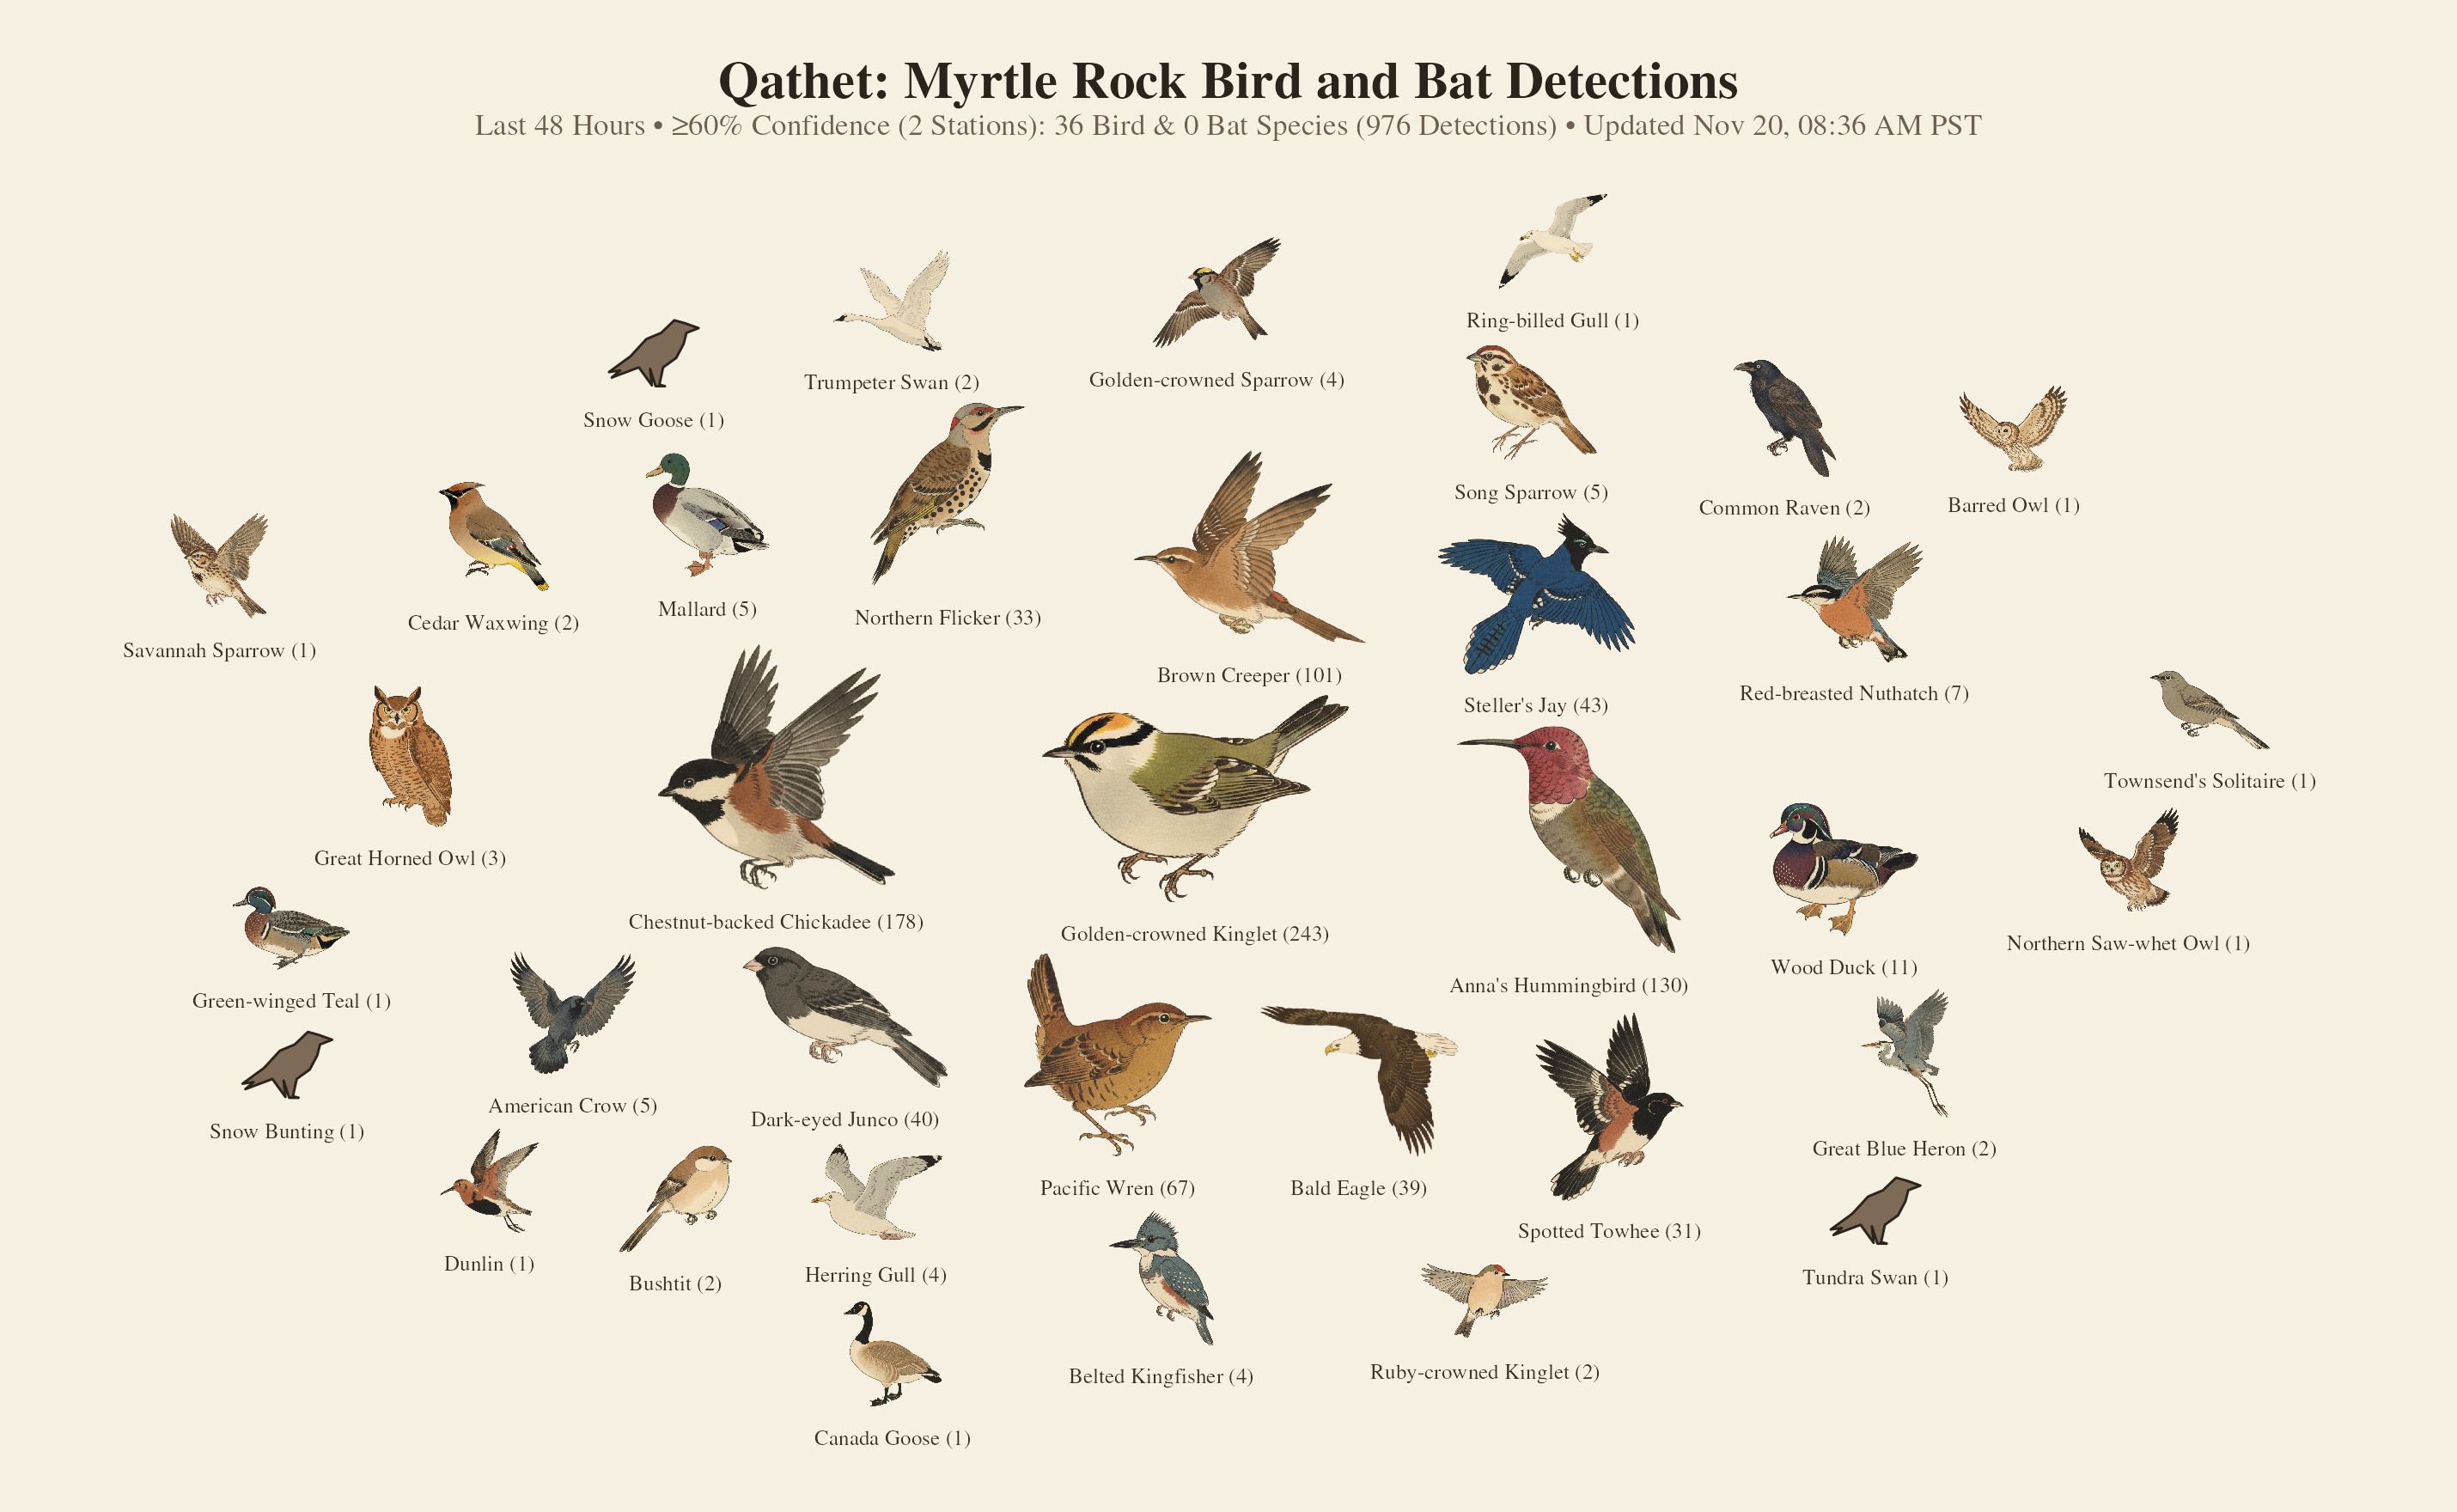 Qathet: Myrtle Rock Bird and Bat Detections
Last 48 Hours • ≥60% Confidence (2 Stations): 36 Bird & 0 Bat Species (976 Detections) • Updated Nov 20, 08:36 AM PST
Ring-billed Gull (1)
Golden-crowned Sparrow (4)
Trumpeter Swan (2)
Snow Goose (1)
Song Sparrow (5)
Barred Owl (1)
Common Raven (2)
Mallard (5)
Northern Flicker (33)
Cedar Waxwing (2)
Savannah Sparrow (1)
Brown Creeper (101)
Red-breasted Nuthatch (7)
Steller's Jay (43)
Townsend's Solitaire (1)
Great Horned Owl (3)
Chestnut-backed Chickadee (178)
Golden-crowned Kinglet (243)
Northern Saw-whet Owl (1)
Wood Duck (11)
Anna's Hummingbird (130)
Green-winged Teal (1)
American Crow (5)
Dark-eyed Junco (40)
Snow Bunting (1)
Great Blue Heron (2)
Pacific Wren (67)
Bald Eagle (39)
Spotted Towhee (31)
Dunlin (1)
Herring Gull (4)
Tundra Swan (1)
Bushtit (2)
Ruby-crowned Kinglet (2)
Belted Kingfisher (4)
Canada Goose (1)